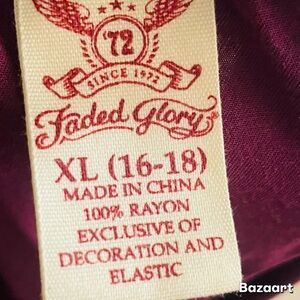 '72
SINCE 1972
Faded Glory®
XL (16-18)
MADE IN CHINA
100% RAYON
EXCLUSIVE OF
DECORATION AND
ELASTIC
Bazaart